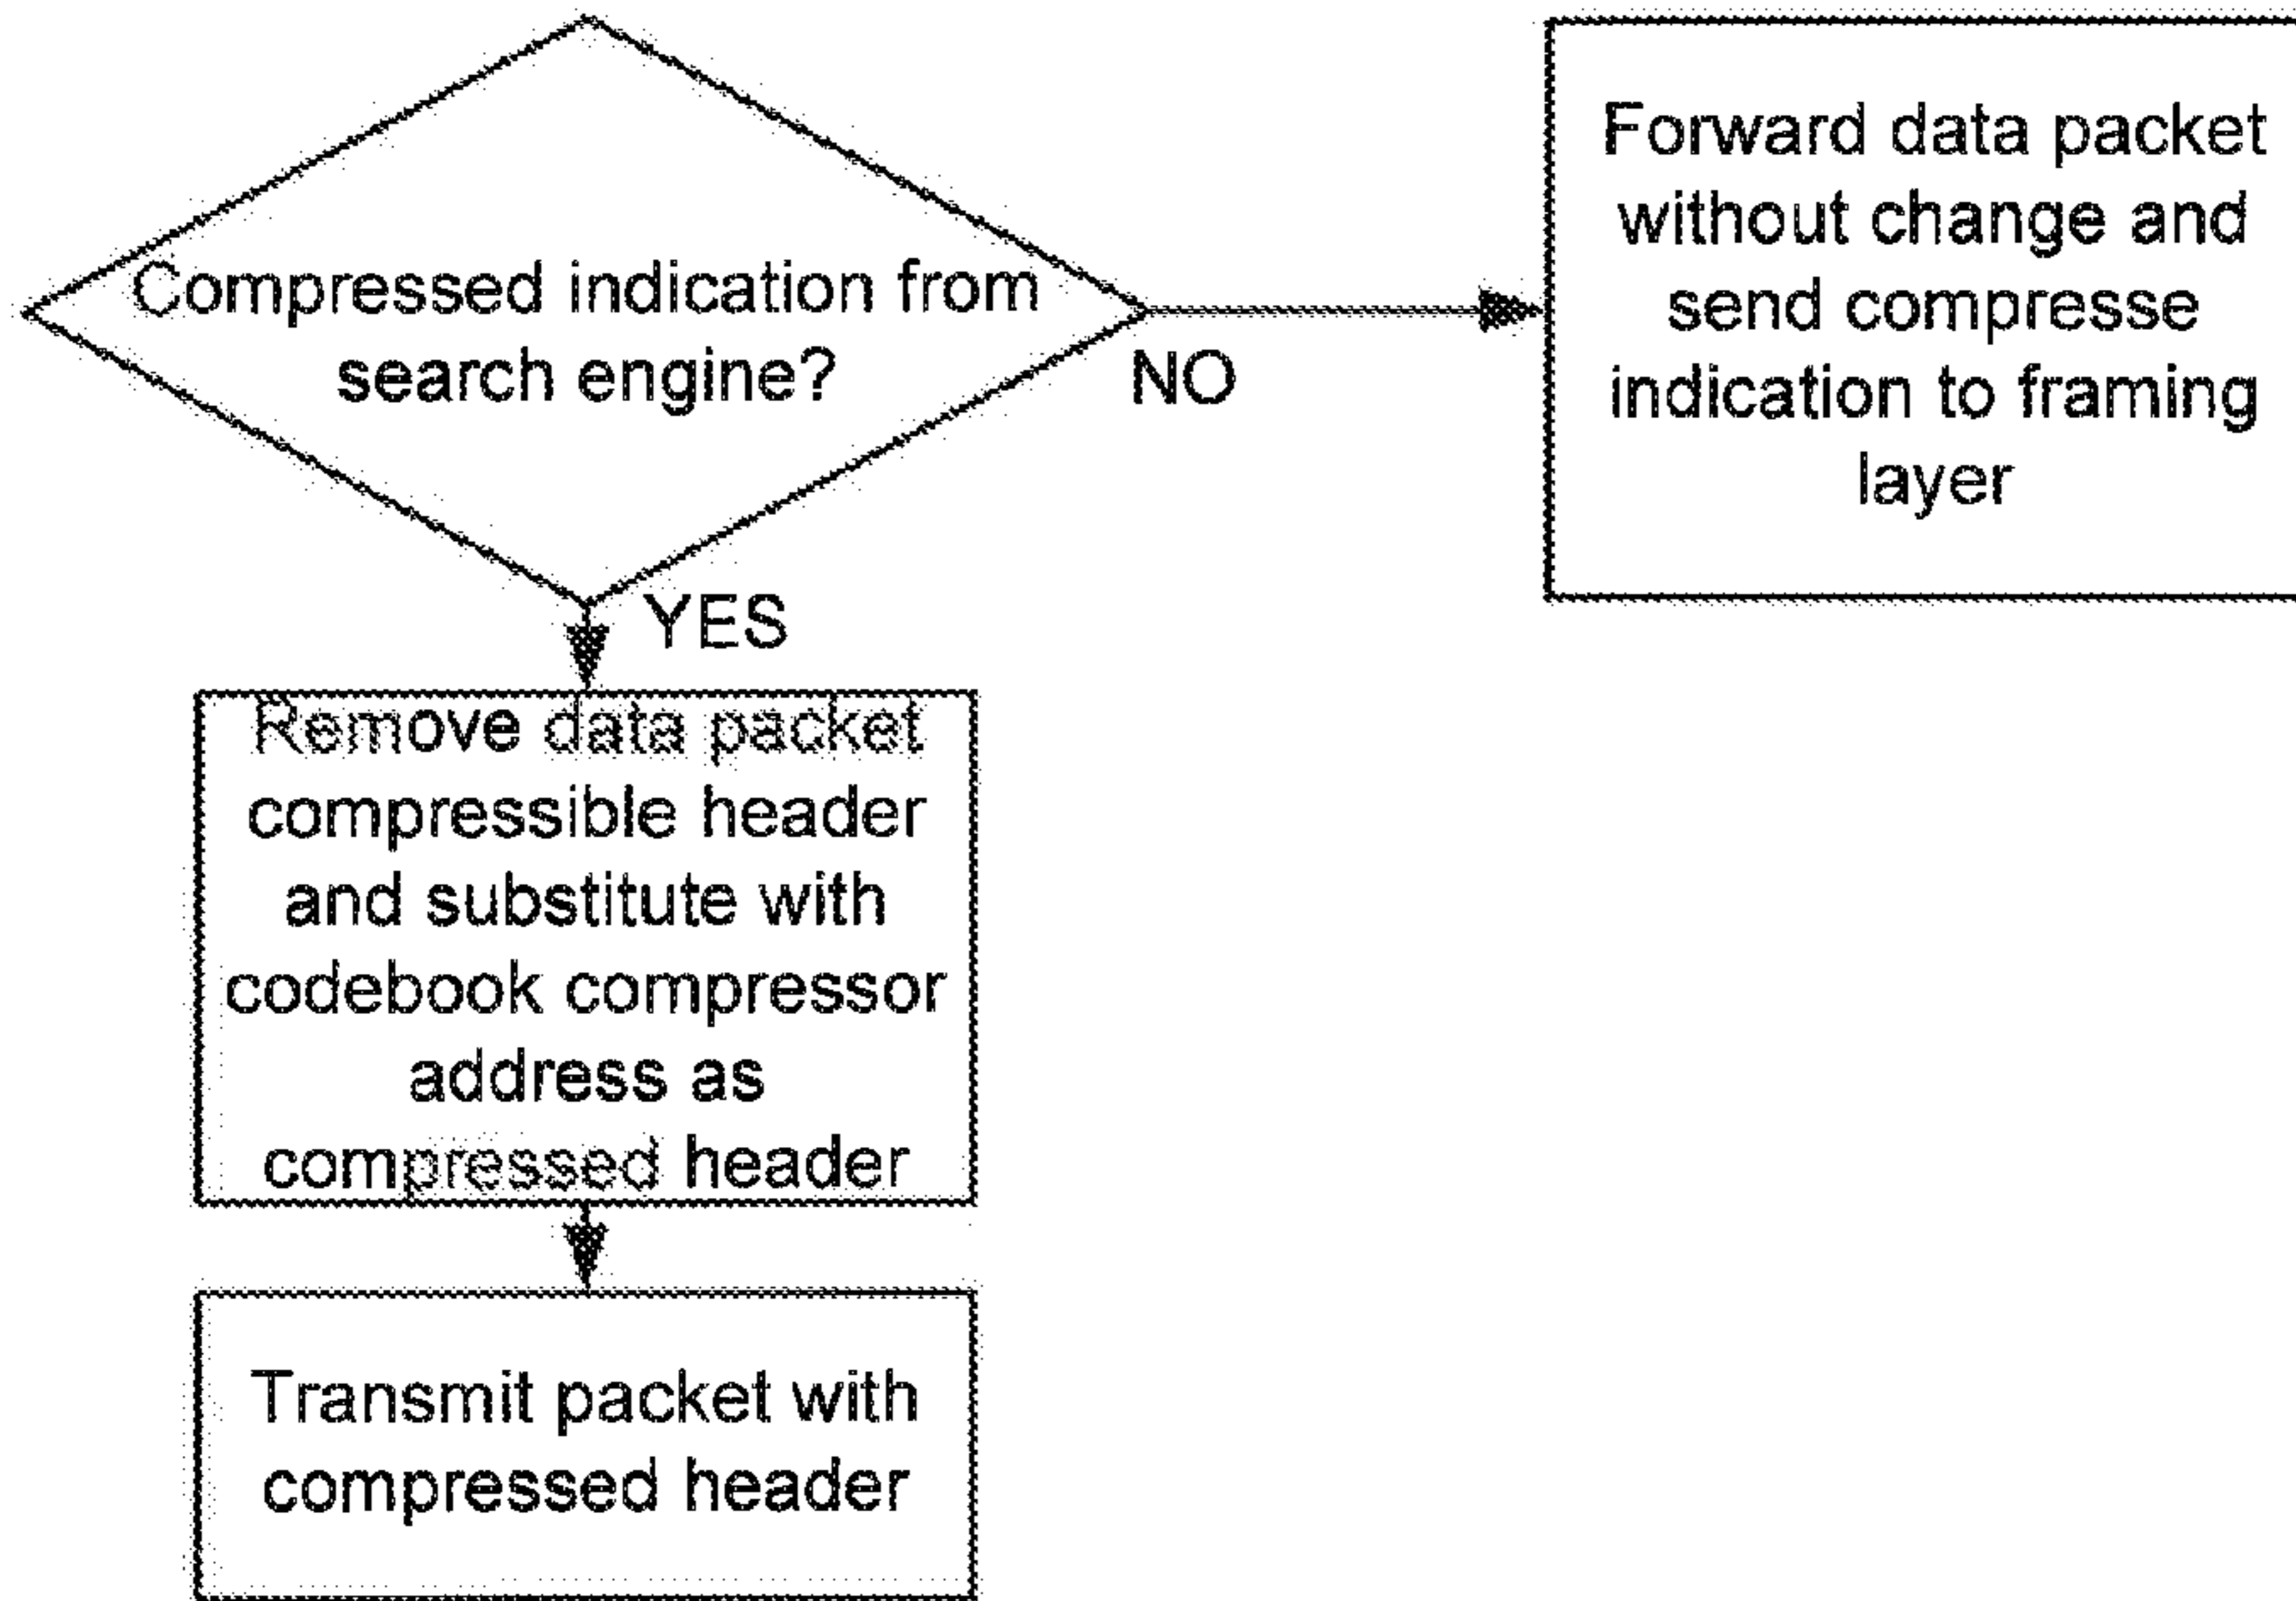 Compressed indication from
search engine?
NO
YES
Forward data packet
without change and
send compresse
indication to framing
layer
Remove data packet
compressible header
and substitute with
codebook compressor
address as
compressed header
Transmit packet with
compressed header